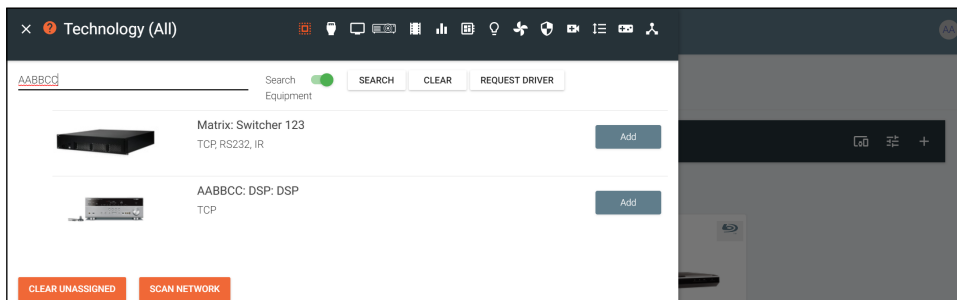 Technology (All)
AA
AABBCC
Search
Equipment
SEARCH
CLEAR
REQUEST DRIVER
Matrix: Switcher 123
TCP, RS232, IR
Add
AABBCC: DSP: DSP
TCP
Add
CLEAR UNASSIGNED
SCAN NETWORK